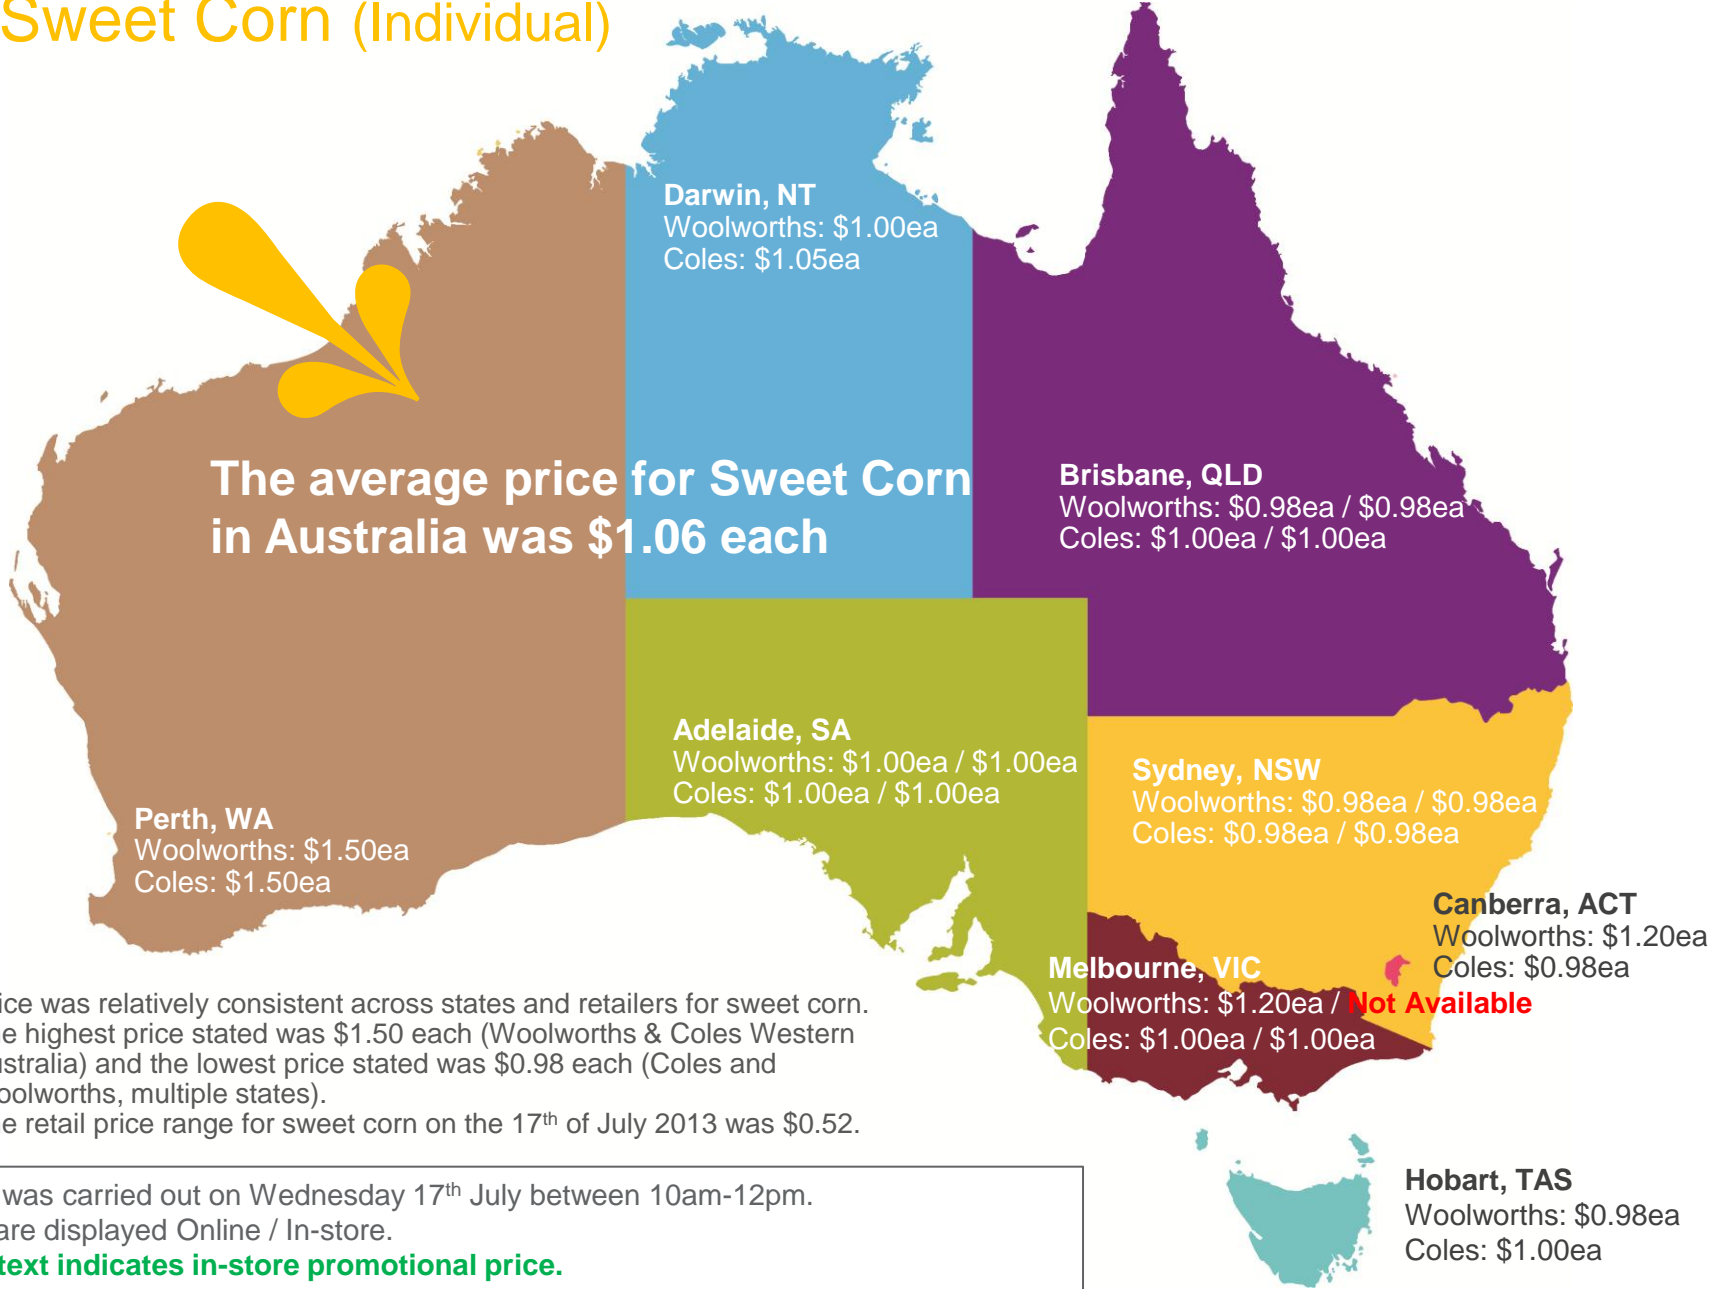 Sweet Corn (Individual)
Darwin, NT
Woolworths: $1.00ea
Coles: $1.05ea
The average price for Sweet Corn
in Australia was $1.06 each
Brisbane, QLD
Woolworths: $0.98ea / $0.98ea
Coles: $1.00ea / $1.00ea
Adelaide, SA
Woolworths: $1.00ea / $1.00ea
Coles: $1.00ea / $1.00ea
Sydney, NSW
Woolworths: $0.98ea / $0.98ea
Coles: $0.98ea / $0.98ea
Perth, WA
Woolworths: $1.50ea
Coles: $1.50ea
Canberra, ACT
Woolworths: $1.20ea
Coles: $0.98ea
Melbourne, VIC
Woolworths: $1.20ea / Not Available
Coles: $1.00ea / $1.00ea
ice was relatively consistent across states and retailers for sweet corn.
e highest price stated was $1.50 each (Woolworths & Coles Western
ustralia) and the lowest price stated was $0.98 each (Coles and
oolworths, multiple states).
e retail price range for sweet corn on the 17th of July 2013 was $0.52.
was carried out on Wednesday 17th July between 10am-12pm.
are displayed Online / In-store.
text indicates in-store promotional price.
Hobart, TAS
Woolworths: $0.98ea
Coles: $1.00ea